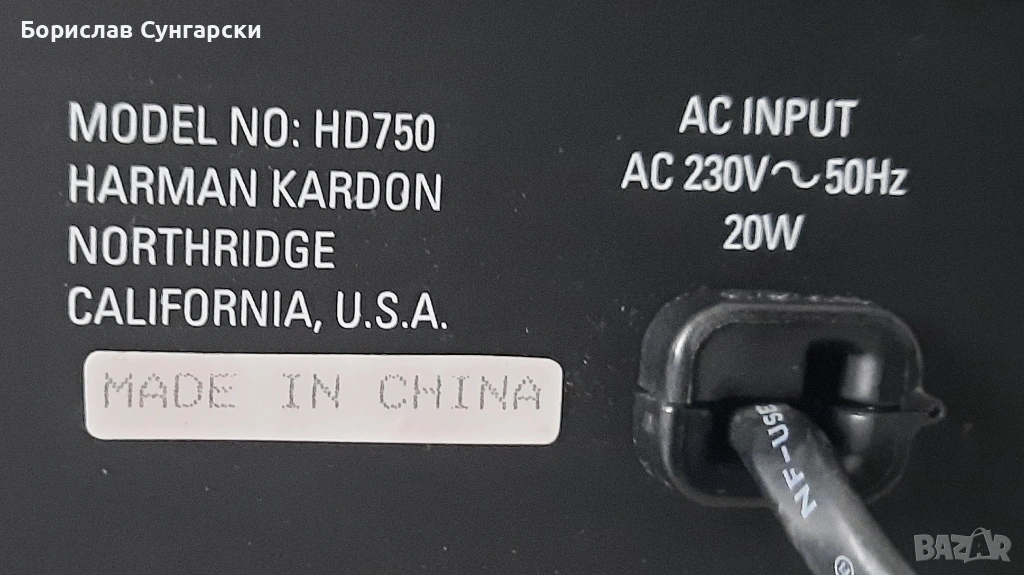 Борислав Сунгарски
MODEL NO: HD750
HARMAN KARDON
NORTHRIDGE
CALIFORNIA, U.S.A.
MADE IN CHINA
AC INPUT
AC 230V~50Hz
20W
NF-USE
®
BAZAR